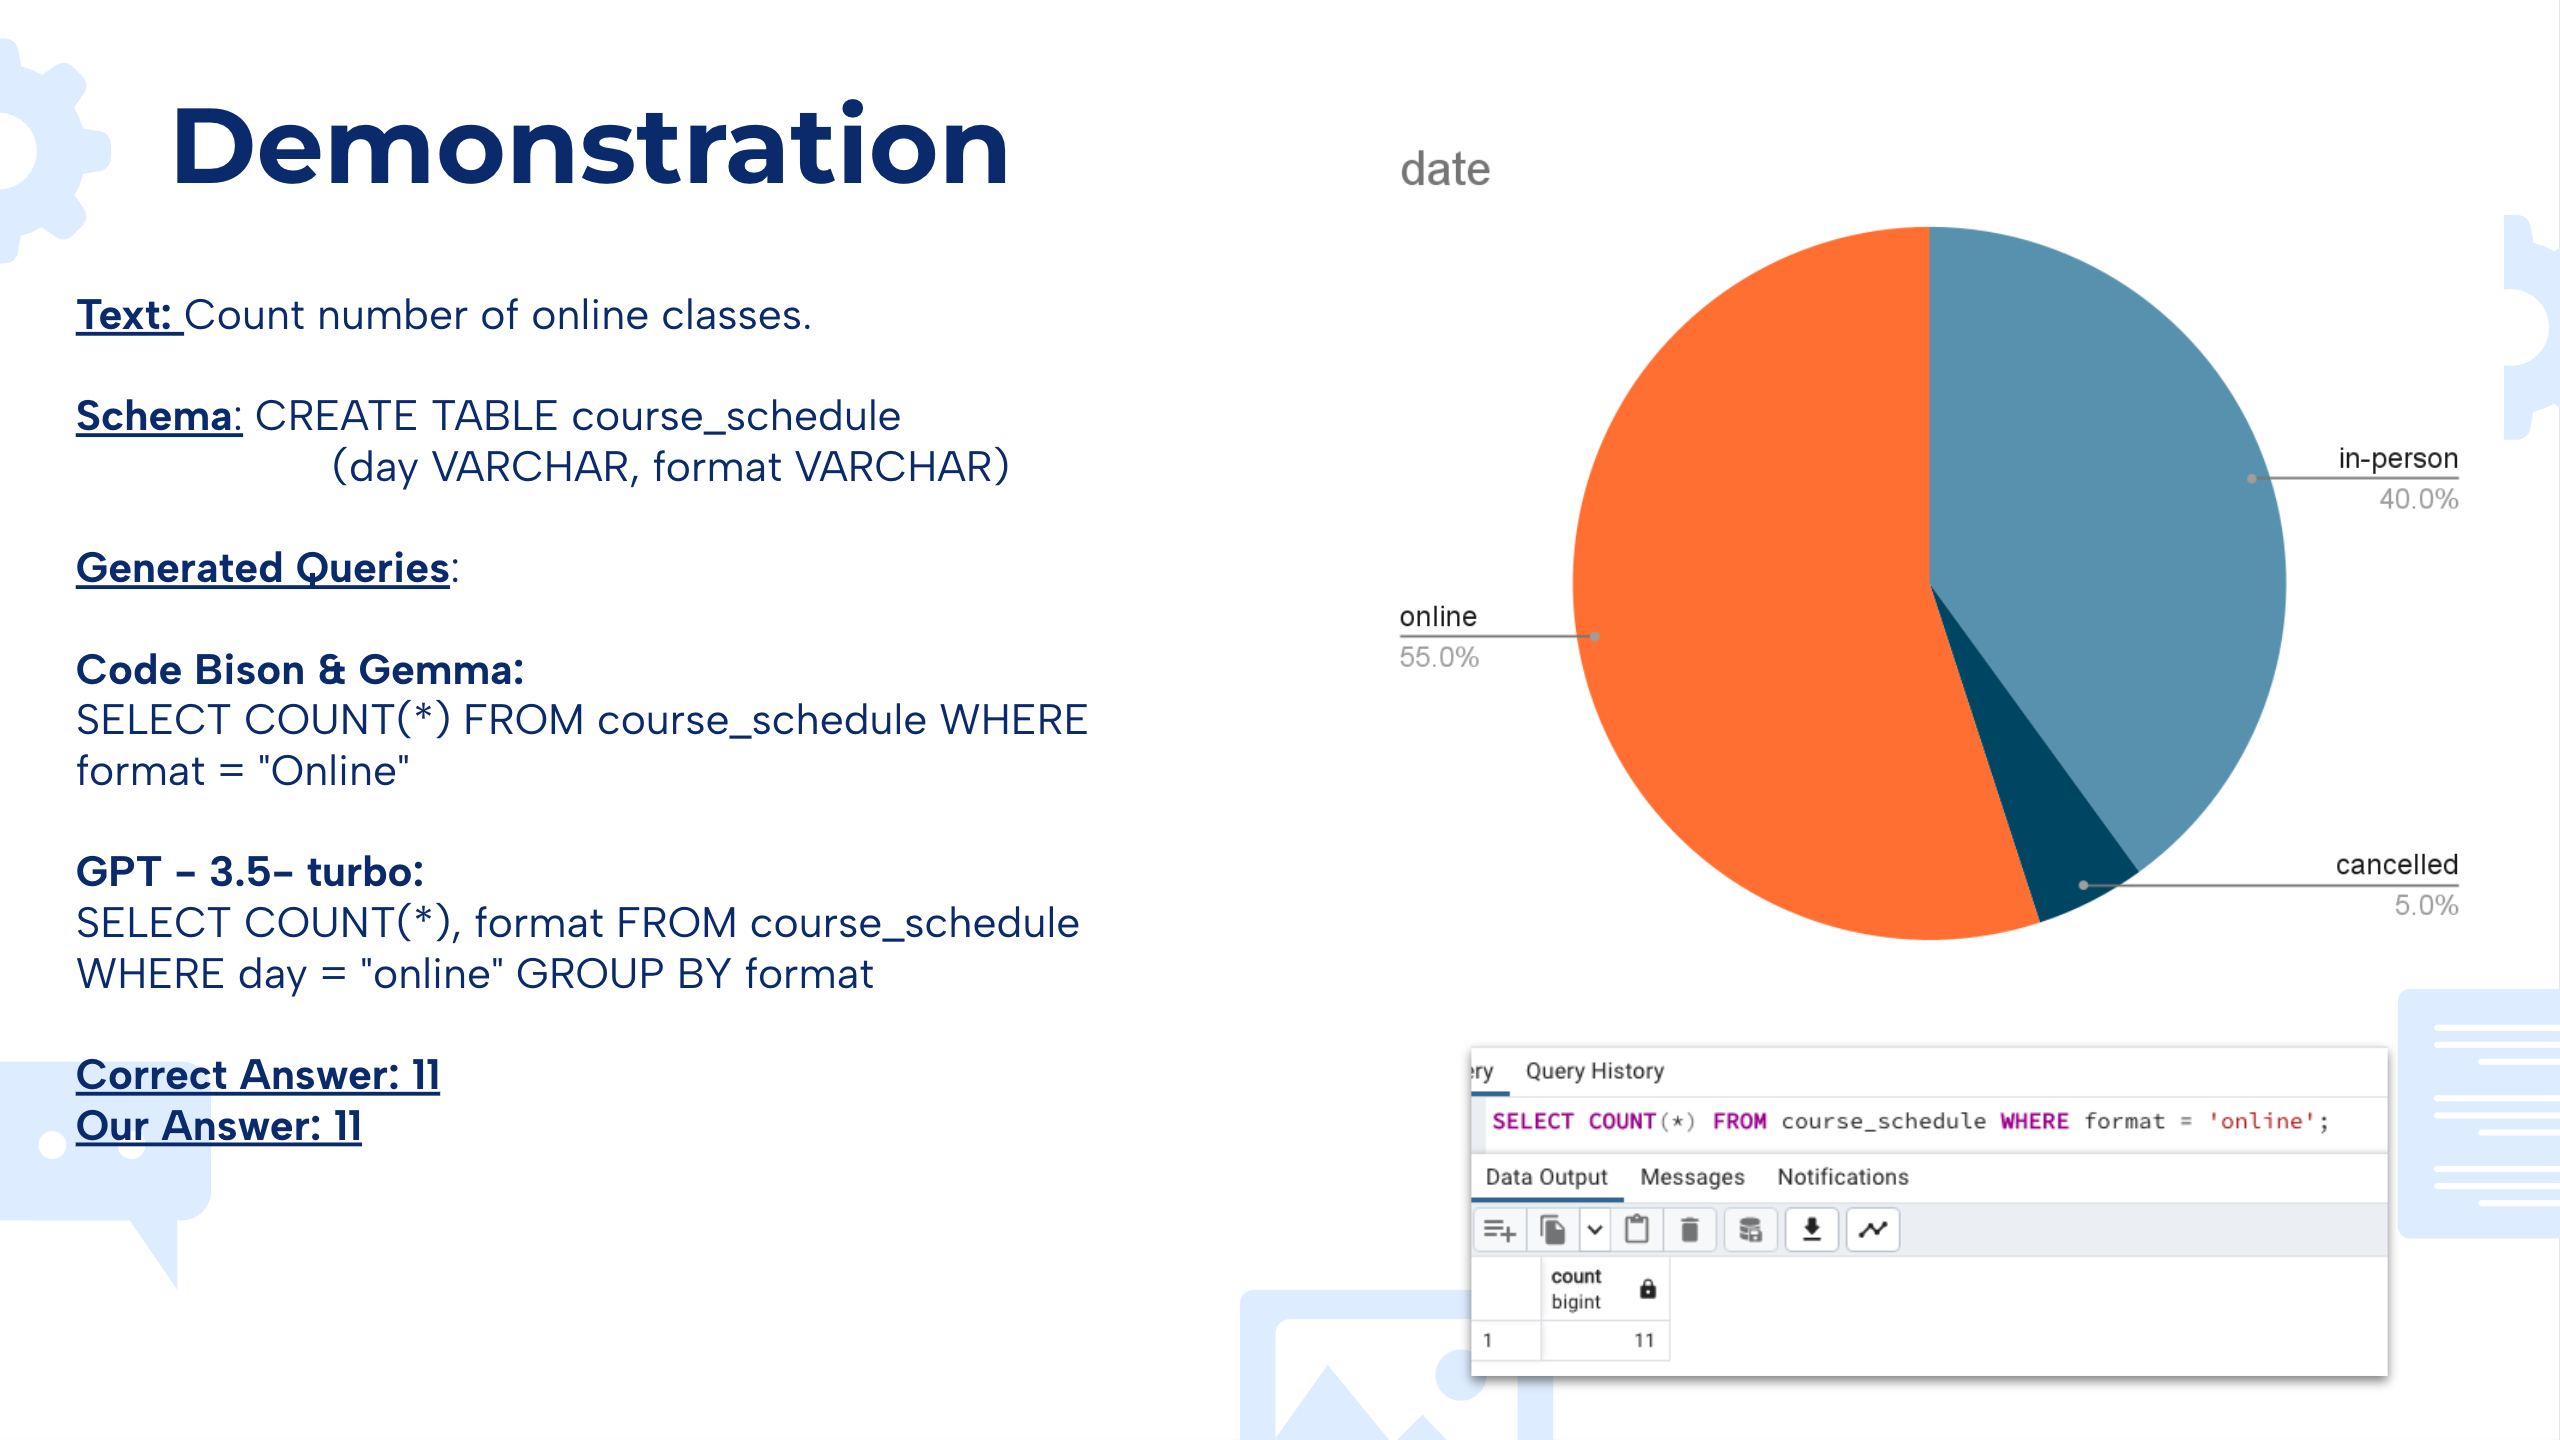 Demonstration
Text: Count number of online classes.
Schema: CREATE TABLE course_schedule
(day VARCHAR, format VARCHAR)
Generated Queries:
Code Bison & Gemma:
SELECT COUNT(*) FROM course_schedule WHERE
format = "Online"
GPT - 3.5- turbo:
SELECT COUNT(*), format FROM course_schedule
WHERE day = "online" GROUP BY format
Correct Answer: 11
Our Answer: 11
date
in-person
40.0%
online
55.0%
cancelled
5.0%
ery Query History
SELECT COUNT(*) FROM course_schedule WHERE format = 'online';
Data Output Messages Notifications
count
bigint
1 11